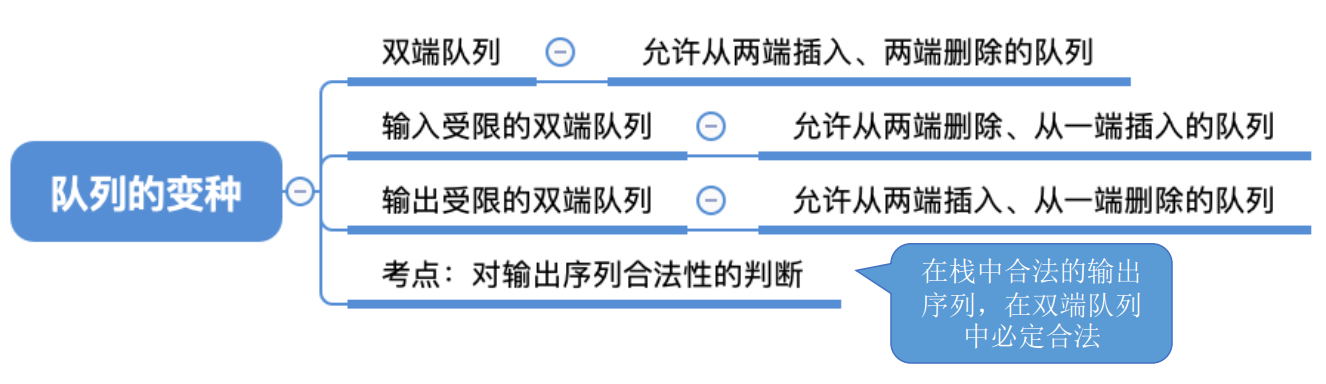 队列的变种
双端队列
允许从两端插入、两端删除的队列
输入受限的双端队列
允许从两端删除、从一端插入的队列
输出受限的双端队列
允许从两端插入、从一端删除的队列
考点：对输出序列合法性的判断
在栈中合法的输出
序列，在双端队列
中必定合法